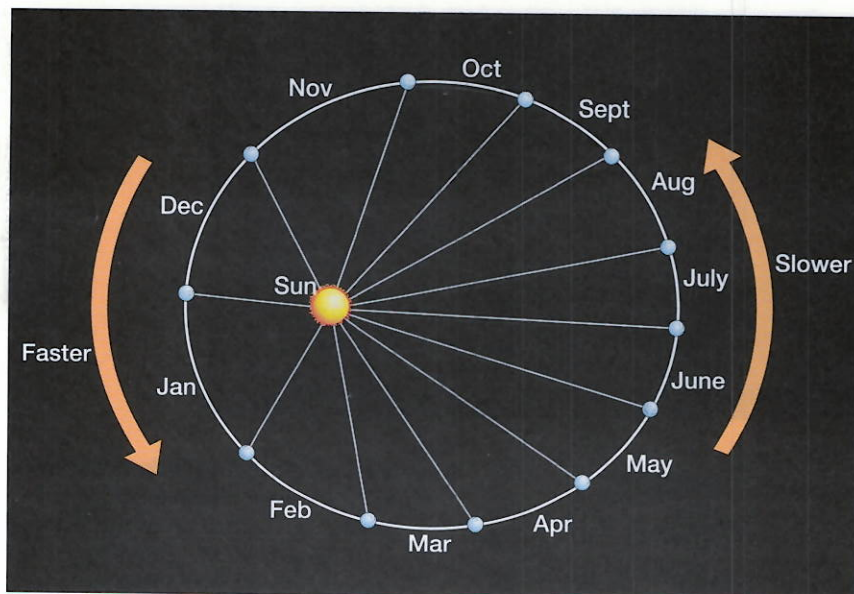 Oct
Nov
Sept
Aug
Dec
Slower
July
Sun
Faster
June
Jan
May
Feb
Apr
Mar